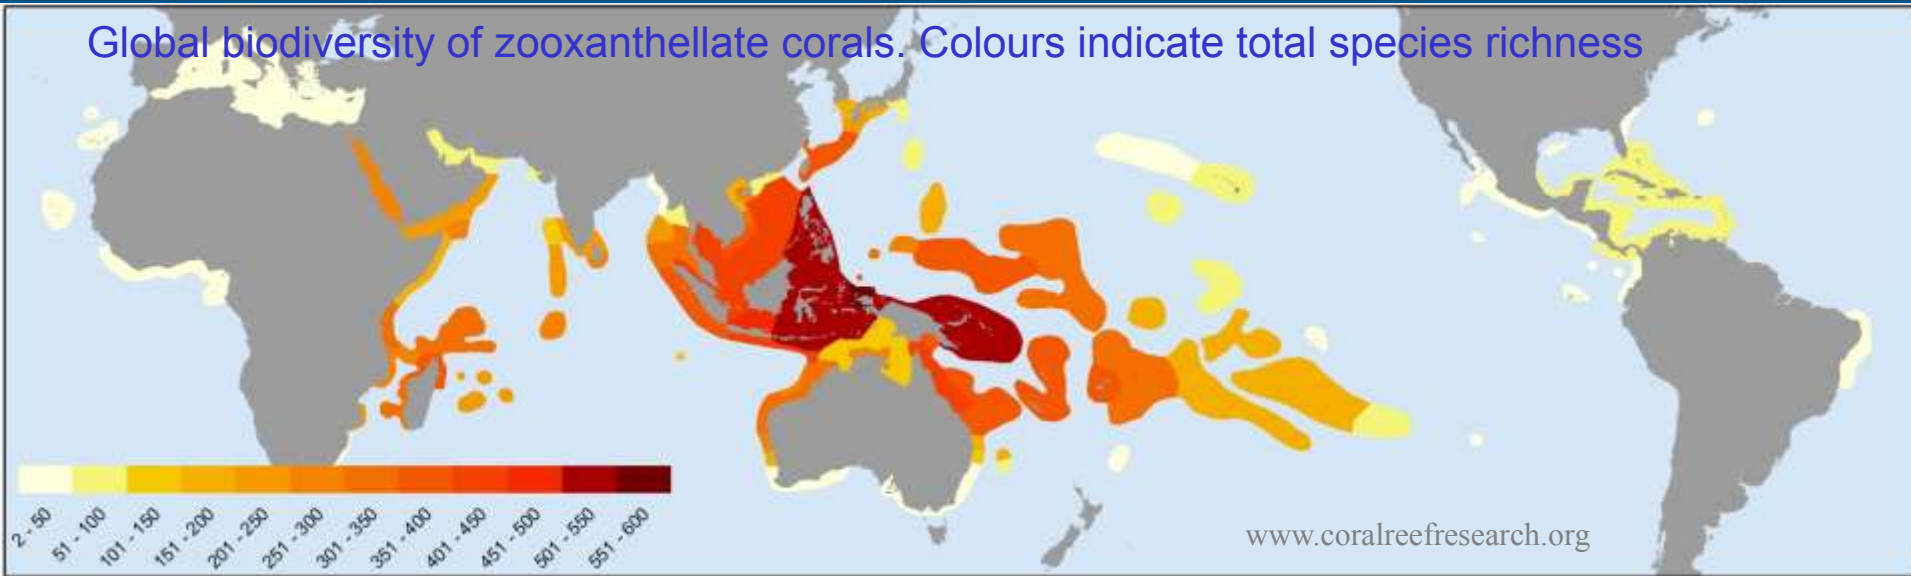 Global biodiversity of zooxanthellate corals. Colours indicate total species richness
2 - 50
51 - 100
101 - 150
151 - 200
201 - 250
251 - 300
301 - 350
351 - 400
401 - 450
451 - 500
501 - 550
551 - 600
www.coralreefresearch.org